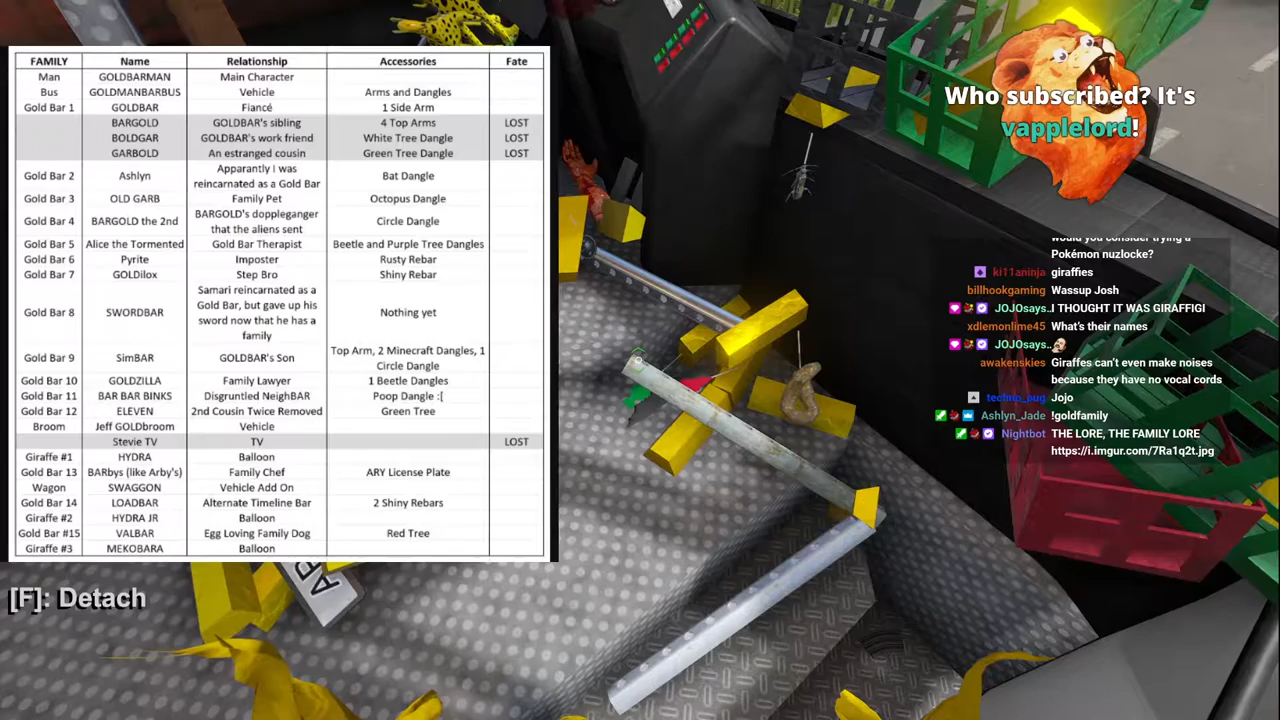 FAMILY Name Relationship Accessories Fate
Man GOLDBARMAN Main Character
Bus GOLDMANBARBUS Vehicle Arms and Dangles
Gold Bar 1 GOLDBAR Fiancé 1 Side Arm
BARGOLD GOLDBAR's sibling 4 Top Arms LOST
BOLDGAR GOLDBAR's work friend White Tree Dangle LOST
GARBOLD An estranged cousin Green Tree Dangle LOST
Gold Bar 2 Ashlyn Apparantly I was reincarnated as a Gold Bar Bat Dangle
Gold Bar 3 OLD GARB Family Pet Octopus Dangle
Gold Bar 4 BARGOLD the 2nd BARGOLD's doppleganger that the aliens sent Circle Dangle
Gold Bar 5 Alice the Tormented Gold Bar Therapist Beetle and Purple Tree Dangles
Gold Bar 6 Pyrite Imposter Rusty Rebar
Gold Bar 7 GOLDilox Step Bro Shiny Rebar
Gold Bar 8 SWORDBAR Samari reincarnated as a Gold Bar, but gave up his sword now that he has a family Nothing yet
Gold Bar 9 SimBAR GOLDBAR's Son Top Arm, 2 Minecraft Dangles, 1 Circle Dangle
Gold Bar 10 GOLDZILLA Family Lawyer 1 Beetle Dangles
Gold Bar 11 BAR BAR BINKS Disgruntled NeighBAR Poop Dangle :[
Gold Bar 12 ELEVEN 2nd Cousin Twice Removed Green Tree
Broom Jeff GOLDbroom Vehicle
Stevie TV TV LOST
Giraffe #1 HYDRA Balloon
Gold Bar 13 BARbys (like Arby's) Family Chef ARY License Plate
Wagon SWAGGON Vehicle Add On
Gold Bar 14 LOADBAR Alternate Timeline Bar 2 Shiny Rebars
Giraffe #2 HYDRA JR Balloon
Gold Bar #15 VALBAR Egg Loving Family Dog Red Tree
Giraffe #3 MEKOBARA Balloon
[F]: Detach
AR
Who subscribed? It's
vapplelord!
would you consider trying a
Pokémon nuzlocke?
ki11aninja giraffies
billhookgaming Wassup Josh
JOJOsays.. I THOUGHT IT WAS GIRAFFIGI
xdlemonlime45 What's their names
JOJOsays..
awakenskies Giraffes can't even make noises
because they have no vocal cords
techno_pug Jojo
Ashlyn_Jade !goldfamily
Nightbot THE LORE, THE FAMILY LORE
https://i.imgur.com/7Ra1q2t.jpg